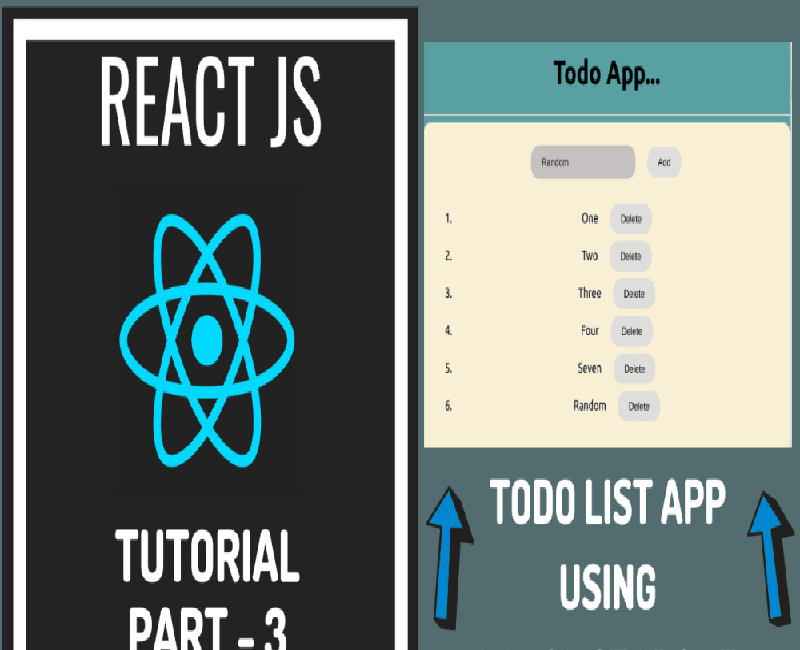 REACT JS
TUTORIAL
PART - 3
Todo App...
Random Add
1. One Delete
2. Two Delete
3. Three Delete
4. Four Delete
5. Seven Delete
6. Random Delete
TODO LIST APP
USING